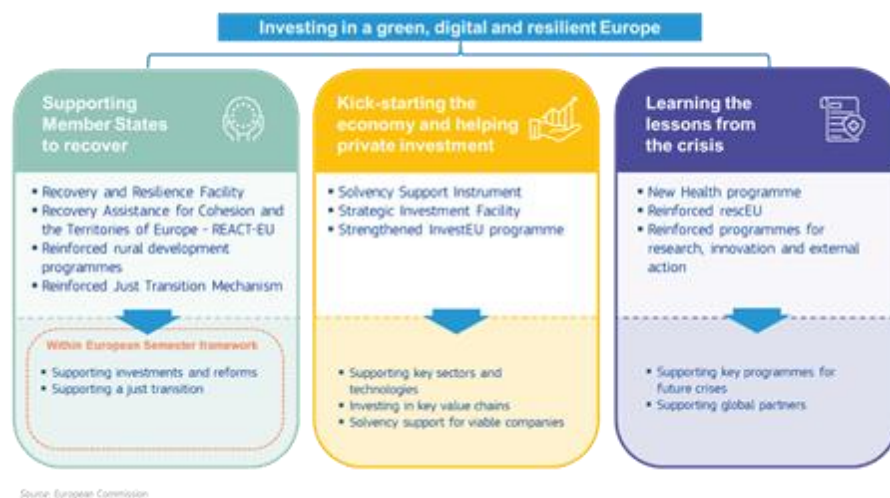 Investing in a green, digital and resilient Europe
Supporting
Member States
to recover
▪ Recovery and Resilience Facility
▪ Recovery Assistance for Cohesion and
the Territories of Europe - REACT-EU
▪ Reinforced rural development
programmes
▪ Reinforced Just Transition Mechanism
Within European Semester framework
▪ Supporting investments and reforms
▪ Supporting a just transition
Kick-starting the
economy and helping
private investment
▪ Solvency Support Instrument
▪ Strategic Investment Facility
▪ Strengthened InvestEU programme
▪ Supporting key sectors and
technologies
▪ Investing in key value chains
▪ Solvency support for viable companies
Learning the
lessons from
the crisis
▪ New Health programme
▪ Reinforced rescEU
▪ Reinforced programmes for
research, innovation and external
action
▪ Supporting key programmes for
future crises
▪ Supporting global partners
Source: European Commission